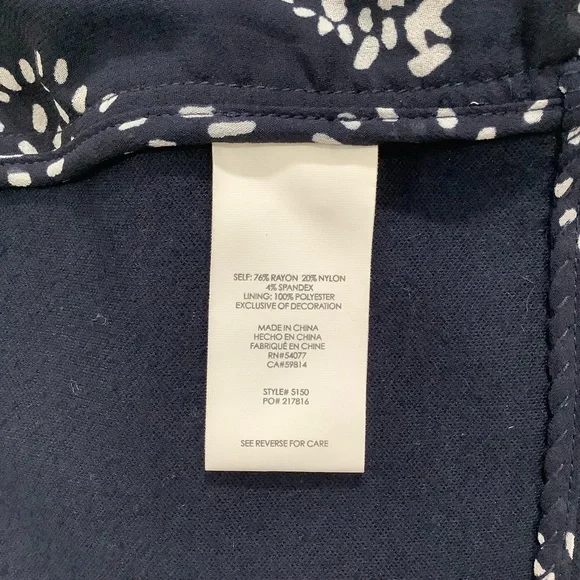 SELF: 76% RAYON 20% NYLON
4% SPANDEX
LINING: 100% POLYESTER
EXCLUSIVE OF DECORATION
MADE IN CHINA
HECHO EN CHINA
FABRIQUÉ EN CHINE
RN#54077
CA#59814
STYLE# 5150
PO# 217816
SEE REVERSE FOR CARE